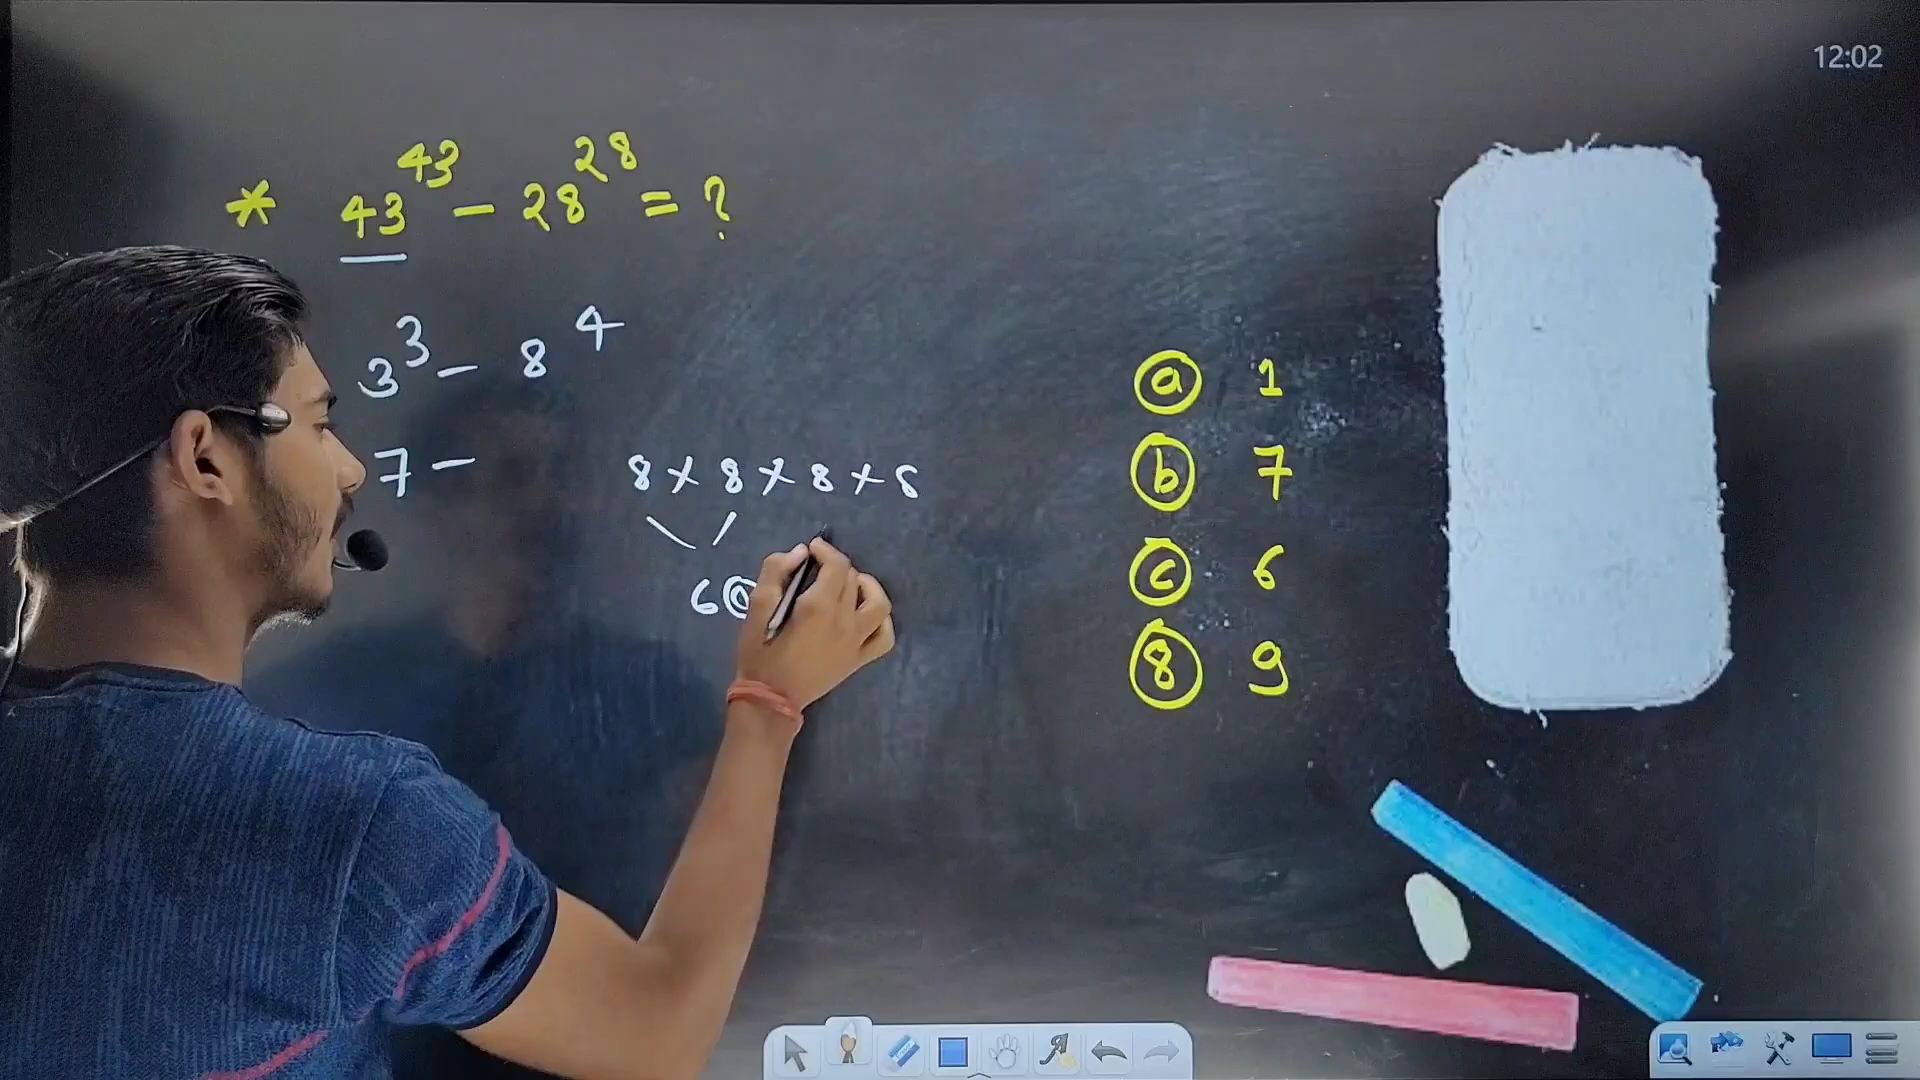 12:02
* 43^43 - 28^28 = ?
3^3 - 8^4
7 -
8 × 8 × 8 × 8
6
ⓐ 1
ⓑ 7
ⓒ 6
⑧ 9